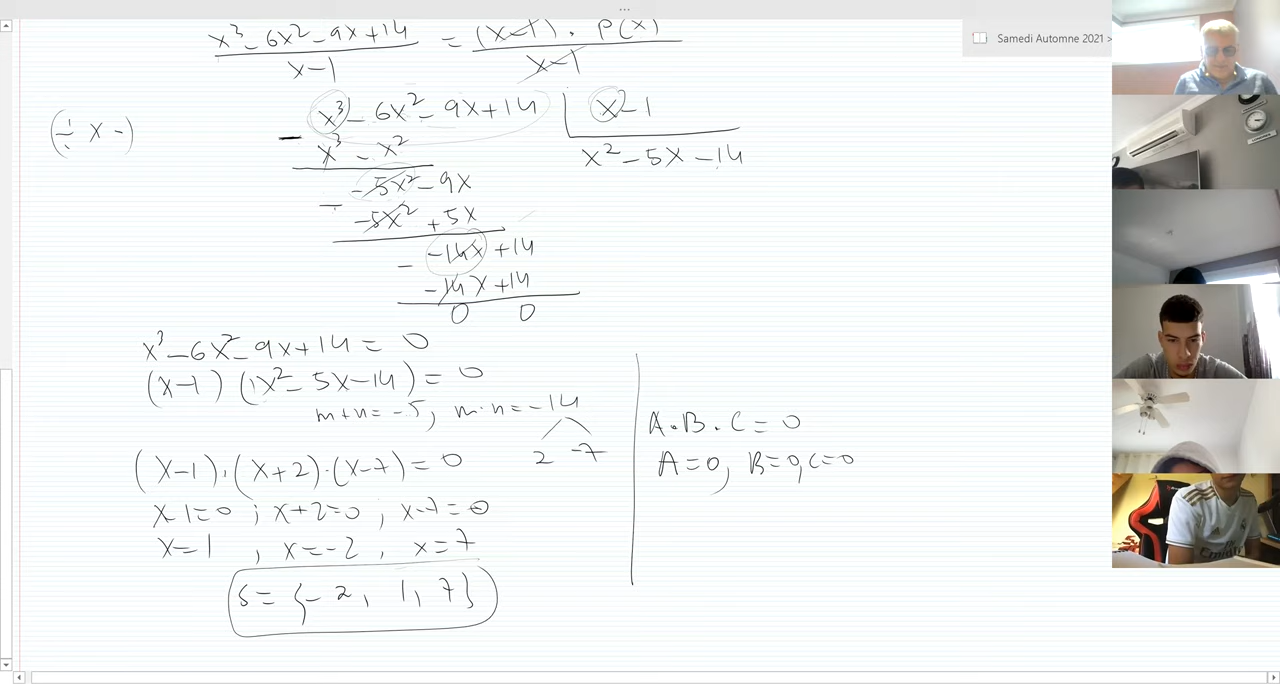 x³ - 6x² - 9x + 14 = (x-1) · P(x)
x-1 x-1
Samedi Automne 2021 >
x³ - 6x² - 9x + 14 | x - 1
(÷ x -)
x³ - x²
x² - 5x - 14
-5x² - 9x
-5x² + 5x
-14x + 14
-14x + 14
0 0
x³ - 6x² - 9x + 14 = 0
(x-1) (1x² - 5x - 14) = 0
m+n = -5, m·n = -14
2 -7
(x-1)·(x+2)·(x-7) = 0
x-1=0 ; x+2=0 ; x-7=0
x=1 , x=-2 , x=7
S = {-2, 1, 7}
A·B·C = 0
A=0, B=0, C=0